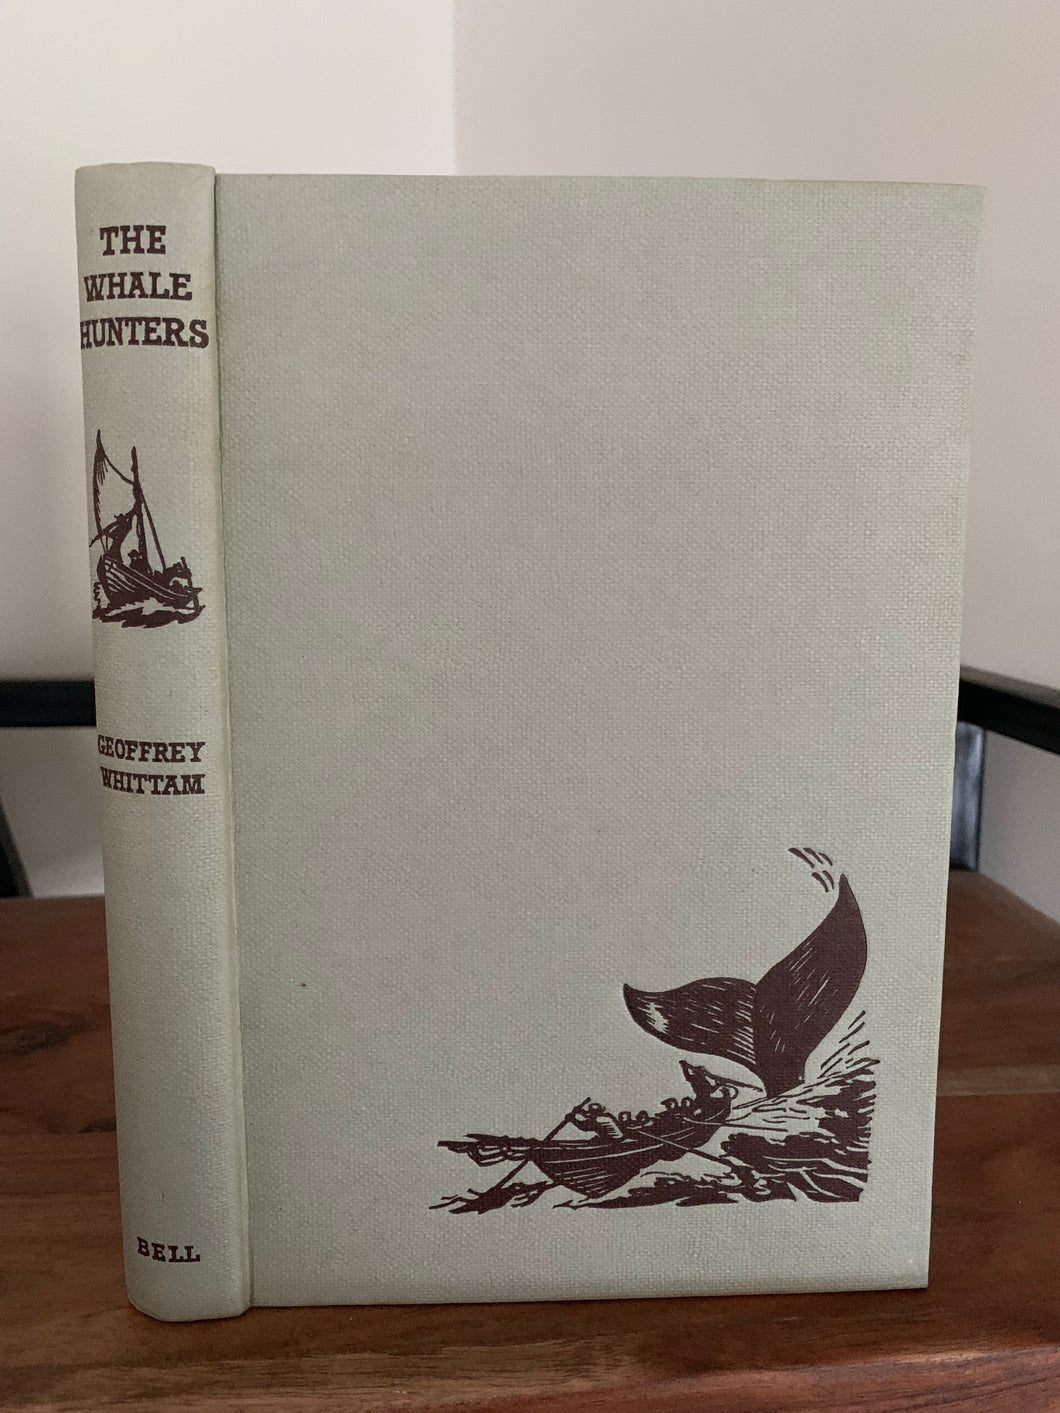 THE
WHALE
HUNTERS
GEOFFREY
WHITTAM
BELL